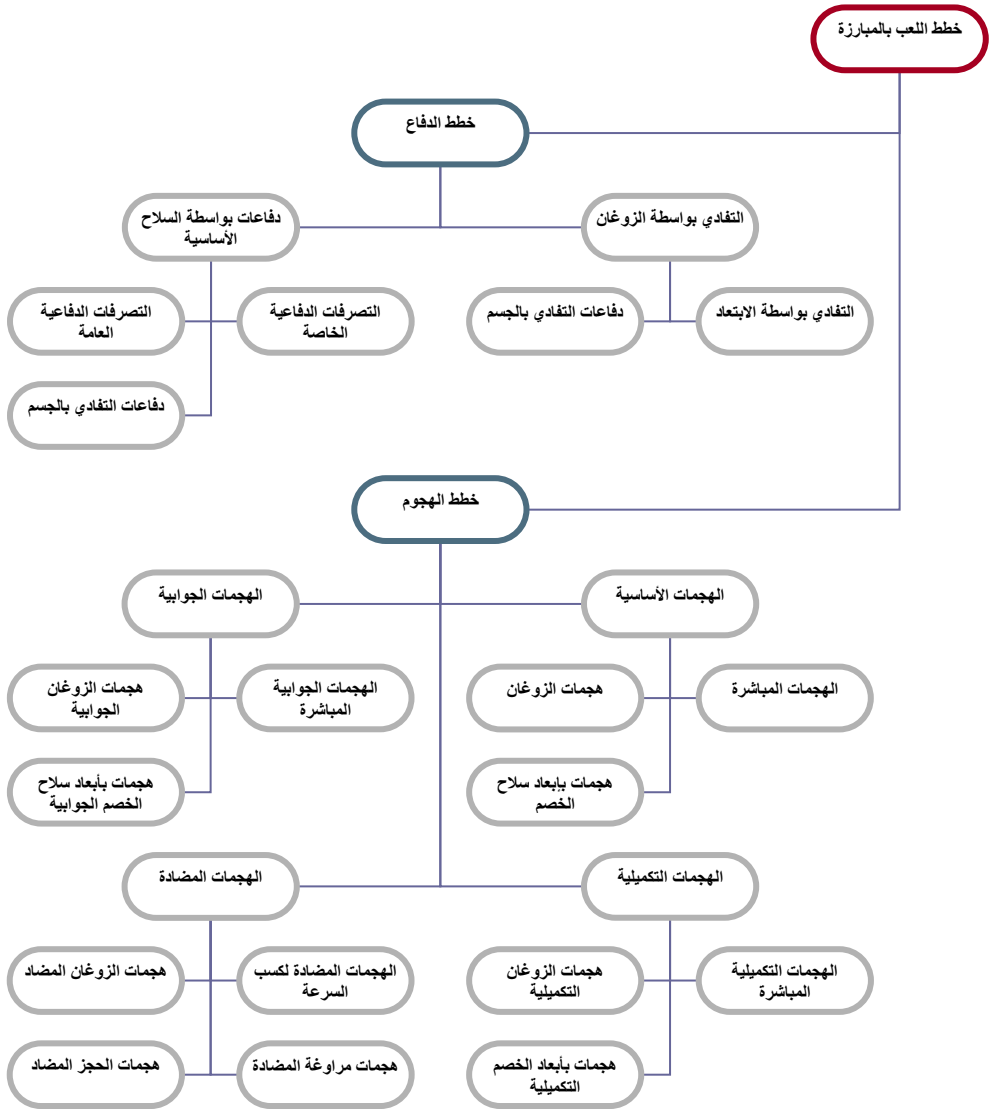 خطط اللعب بالمبارزة
خطط الدفاع
التفادي بواسطة الزوغان
دفاعات بواسطة السلاح
الأساسية
التفادي بواسطة الابتعاد
دفاعات التفادي بالجسم
التصرفات الدفاعية
الخاصة
التصرفات الدفاعية
العامة
دفاعات التفادي بالجسم
خطط الهجوم
الهجمات الأساسية
الهجمات الجوابية
الهجمات المباشرة
هجمات الزوغان
الهجمات الجوابية
المباشرة
هجمات الزوغان
الجوابية
هجمات بإبعاد سلاح
الخصم
هجمات بأبعاد سلاح
الخصم الجوابية
الهجمات التكميلية
الهجمات المضادة
الهجمات التكميلية
المباشرة
هجمات الزوغان
التكميلية
الهجمات المضادة لكسب
السرعة
هجمات الزوغان المضاد
هجمات بأبعاد الخصم
التكميلية
هجمات مراوغة المضادة
هجمات الحجز المضاد